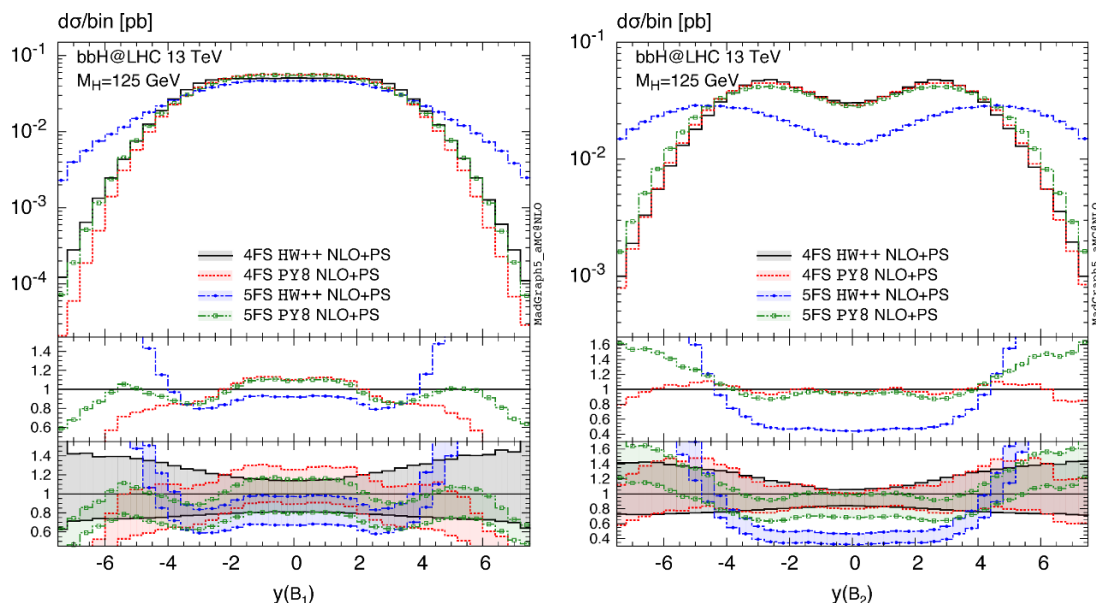 dσ/bin [pb]
10⁻¹
bbH@LHC 13 TeV
M_H=125 GeV
10⁻²
10⁻³
4FS HW++ NLO+PS
4FS PY8 NLO+PS
5FS HW++ NLO+PS
5FS PY8 NLO+PS
10⁻⁴
MadGraph5_aMC@NLO
1.4
1.2
1
0.8
0.6
1.4
1.2
1
0.8
0.6
-6 -4 -2 0 2 4 6
y(B₁)
dσ/bin [pb]
10⁻¹
bbH@LHC 13 TeV
M_H=125 GeV
10⁻²
4FS HW++ NLO+PS
4FS PY8 NLO+PS
5FS HW++ NLO+PS
5FS PY8 NLO+PS
10⁻³
MadGraph5_aMC@NLO
1.6
1.4
1.2
1
0.8
0.6
0.4
1.6
1.4
1.2
1
0.8
0.6
0.4
-6 -4 -2 0 2 4 6
y(B₂)